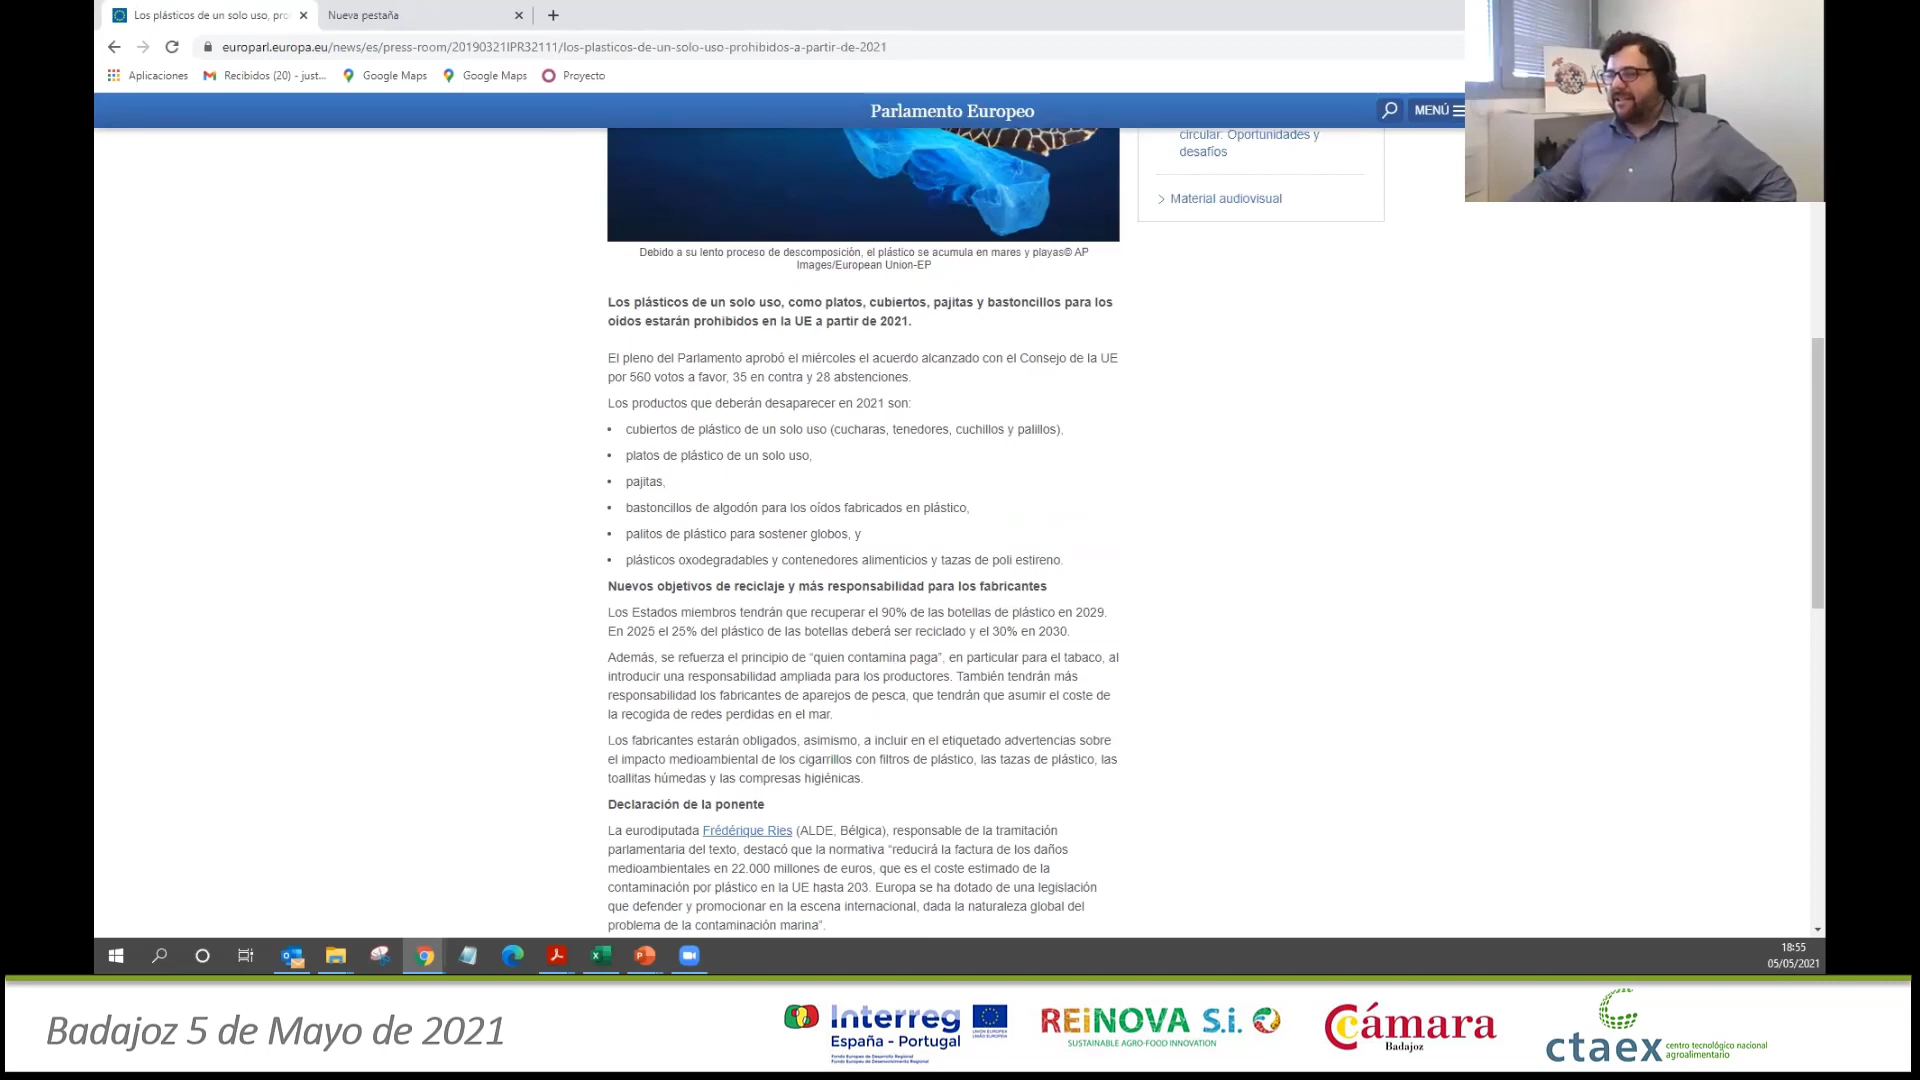 Los plásticos de un solo uso, pro
Nueva pestaña
europarl.europa.eu/news/es/press-room/20190321IPR32111/los-plasticos-de-un-solo-uso-prohibidos-a-partir-de-2021
Aplicaciones
Recibidos (20) - just...
Google Maps
Google Maps
Proyecto
Parlamento Europeo
MENÚ
circular: Oportunidades y
desafíos
Material audiovisual
Debido a su lento proceso de descomposición, el plástico se acumula en mares y playas© AP
Images/European Union-EP
Los plásticos de un solo uso, como platos, cubiertos, pajitas y bastoncillos para los
oídos estarán prohibidos en la UE a partir de 2021.
El pleno del Parlamento aprobó el miércoles el acuerdo alcanzado con el Consejo de la UE
por 560 votos a favor, 35 en contra y 28 abstenciones.
Los productos que deberán desaparecer en 2021 son:
• cubiertos de plástico de un solo uso (cucharas, tenedores, cuchillos y palillos),
• platos de plástico de un solo uso,
• pajitas,
• bastoncillos de algodón para los oídos fabricados en plástico,
• palitos de plástico para sostener globos, y
• plásticos oxodegradables y contenedores alimenticios y tazas de poli estireno.
Nuevos objetivos de reciclaje y más responsabilidad para los fabricantes
Los Estados miembros tendrán que recuperar el 90% de las botellas de plástico en 2029.
En 2025 el 25% del plástico de las botellas deberá ser reciclado y el 30% en 2030.
Además, se refuerza el principio de “quien contamina paga”, en particular para el tabaco, al
introducir una responsabilidad ampliada para los productores. También tendrán más
responsabilidad los fabricantes de aparejos de pesca, que tendrán que asumir el coste de
la recogida de redes perdidas en el mar.
Los fabricantes estarán obligados, asimismo, a incluir en el etiquetado advertencias sobre
el impacto medioambiental de los cigarrillos con filtros de plástico, las tazas de plástico, las
toallitas húmedas y las compresas higiénicas.
Declaración de la ponente
La eurodiputada Frédérique Ries (ALDE, Bélgica), responsable de la tramitación
parlamentaria del texto, destacó que la normativa “reducirá la factura de los daños
medioambientales en 22.000 millones de euros, que es el coste estimado de la
contaminación por plástico en la UE hasta 203. Europa se ha dotado de una legislación
que defender y promocionar en la escena internacional, dada la naturaleza global del
problema de la contaminación marina”.
18:55
05/05/2021
Badajoz 5 de Mayo de 2021
Interreg
España - Portugal
Fondo Europeo de Desarrollo Regional
Fundo Europeu de Desenvolvimento Regional
UNIÓN EUROPEA
UNIÃO EUROPEIA
REiNOVA S.i.
SUSTAINABLE AGRO-FOOD INNOVATION
Cámara
Badajoz
ctaex
centro tecnológico nacional
agroalimentario